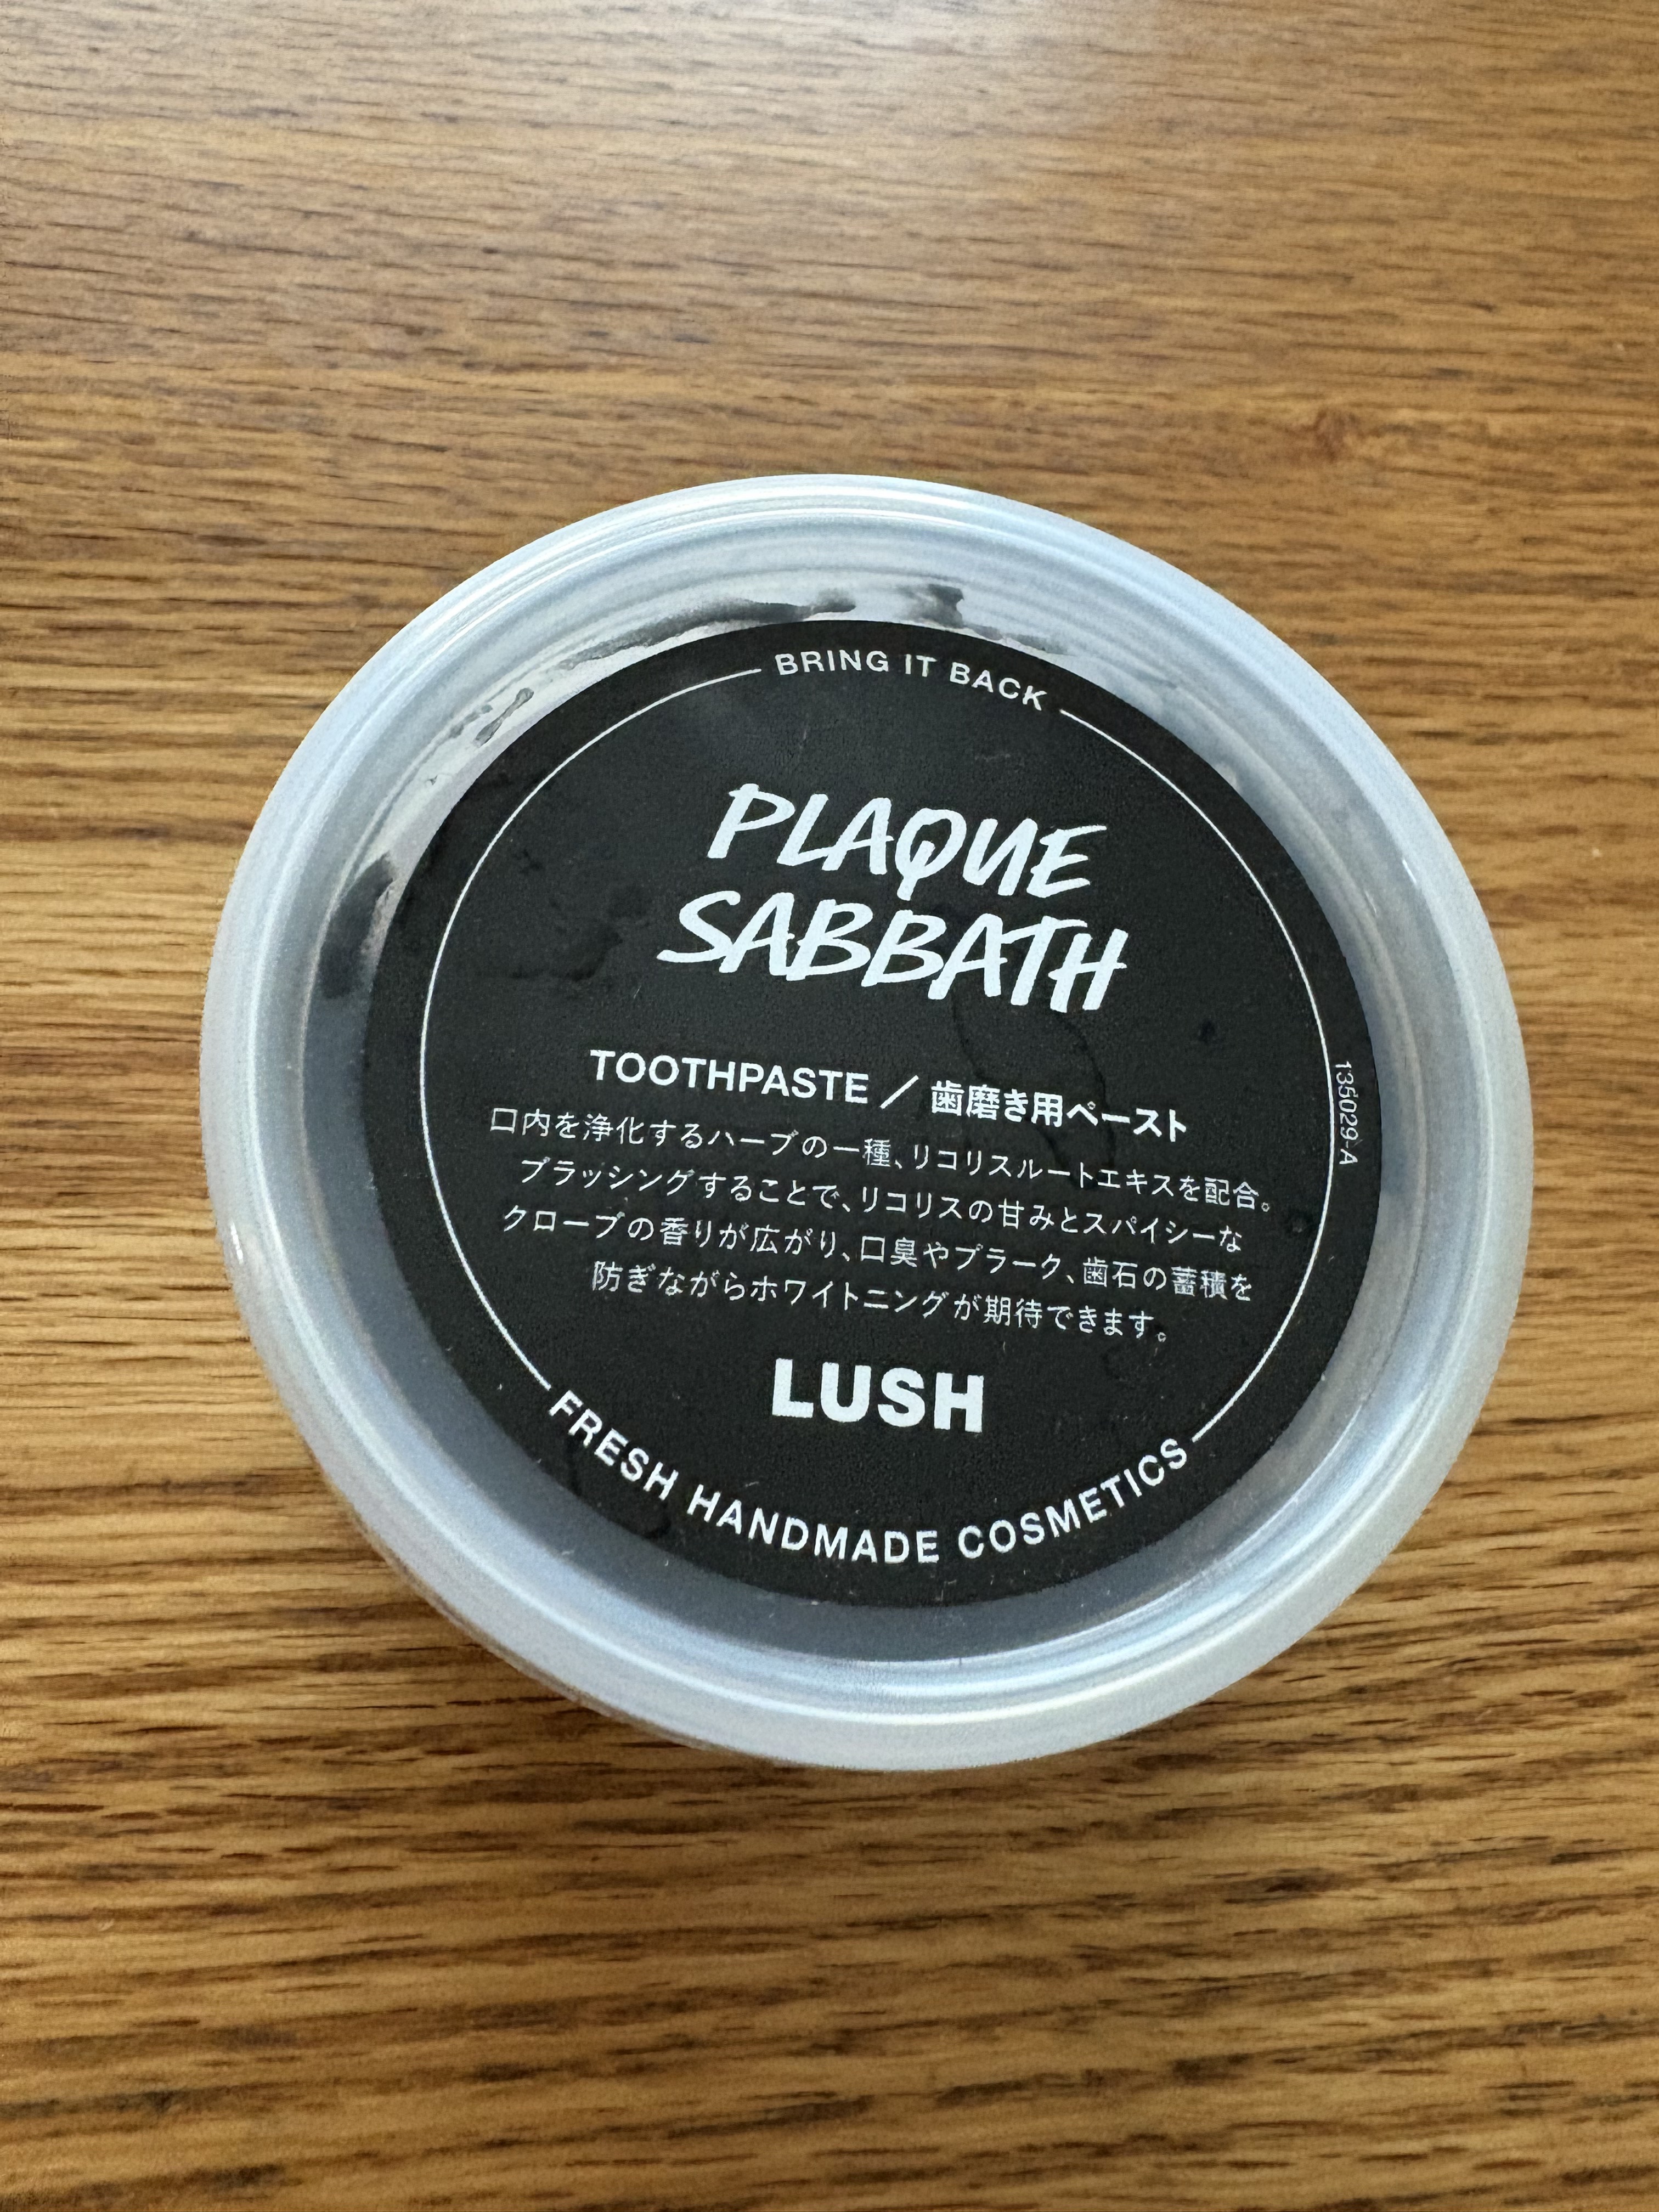 BRING IT BACK
PLAQUE
SABBATH
TOOTHPASTE ／ 歯磨き用ペースト
口内を浄化するハーブの一種、リコリスルートエキスを配合。
ブラッシングすることで、リコリスの甘みとスパイシーな
クローブの香りが広がり、口臭やプラーク、歯石の蓄積を
防ぎながらホワイトニングが期待できます。
LUSH
FRESH HANDMADE COSMETICS
135029-A